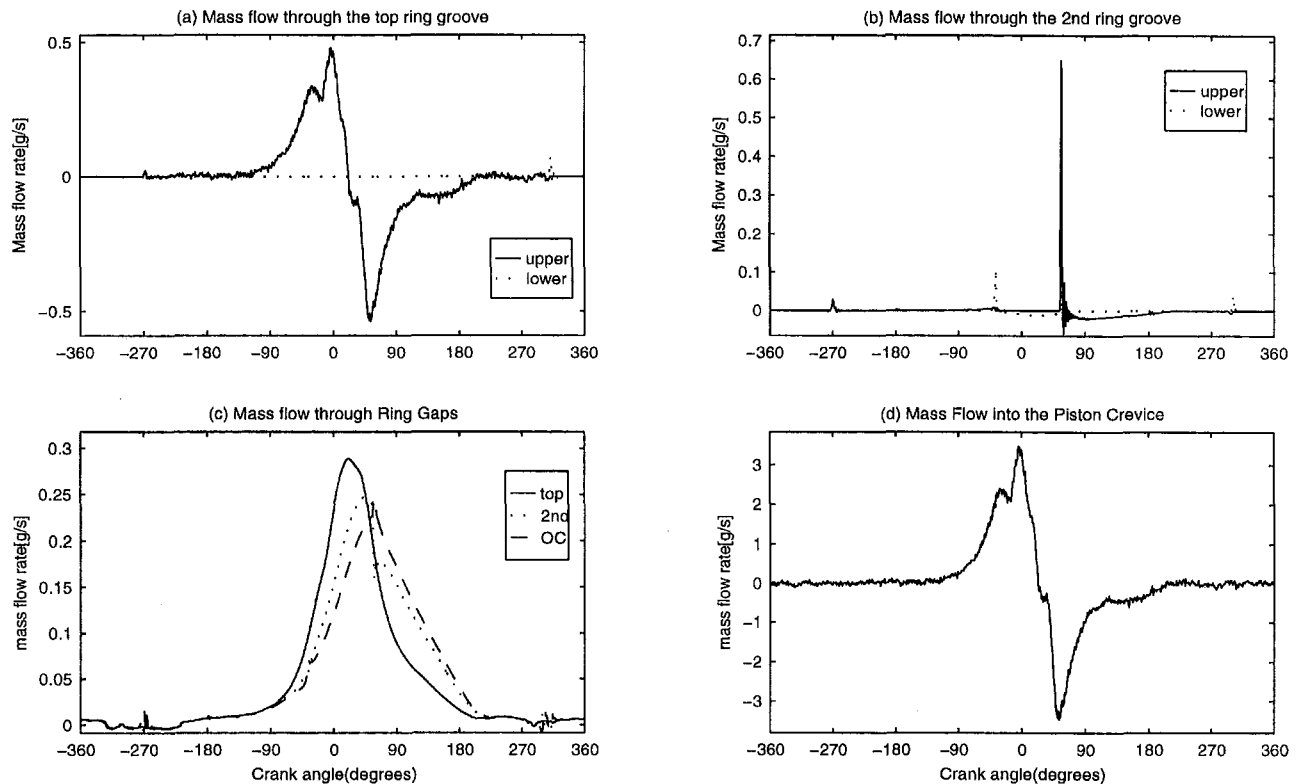 (a) Mass flow through the top ring groove
Mass flow rate[g/s]
0.5
0
−0.5
upper
lower
−360 −270 −180 −90 0 90 180 270 360
(b) Mass flow through the 2nd ring groove
Mass flow rate[g/s]
0.7
0.6
0.5
0.4
0.3
0.2
0.1
0
upper
lower
−360 −270 −180 −90 0 90 180 270 360
(c) Mass flow through Ring Gaps
mass flow rate[g/s]
0.3
0.25
0.2
0.15
0.1
0.05
0
top
2nd
OC
−360 −270 −180 −90 0 90 180 270 360
Crank angle(degrees)
(d) Mass Flow into the Piston Crevice
mass flow rate[g/s]
3
2
1
0
−1
−2
−3
−360 −270 −180 −90 0 90 180 270 360
Crank angle(degrees)